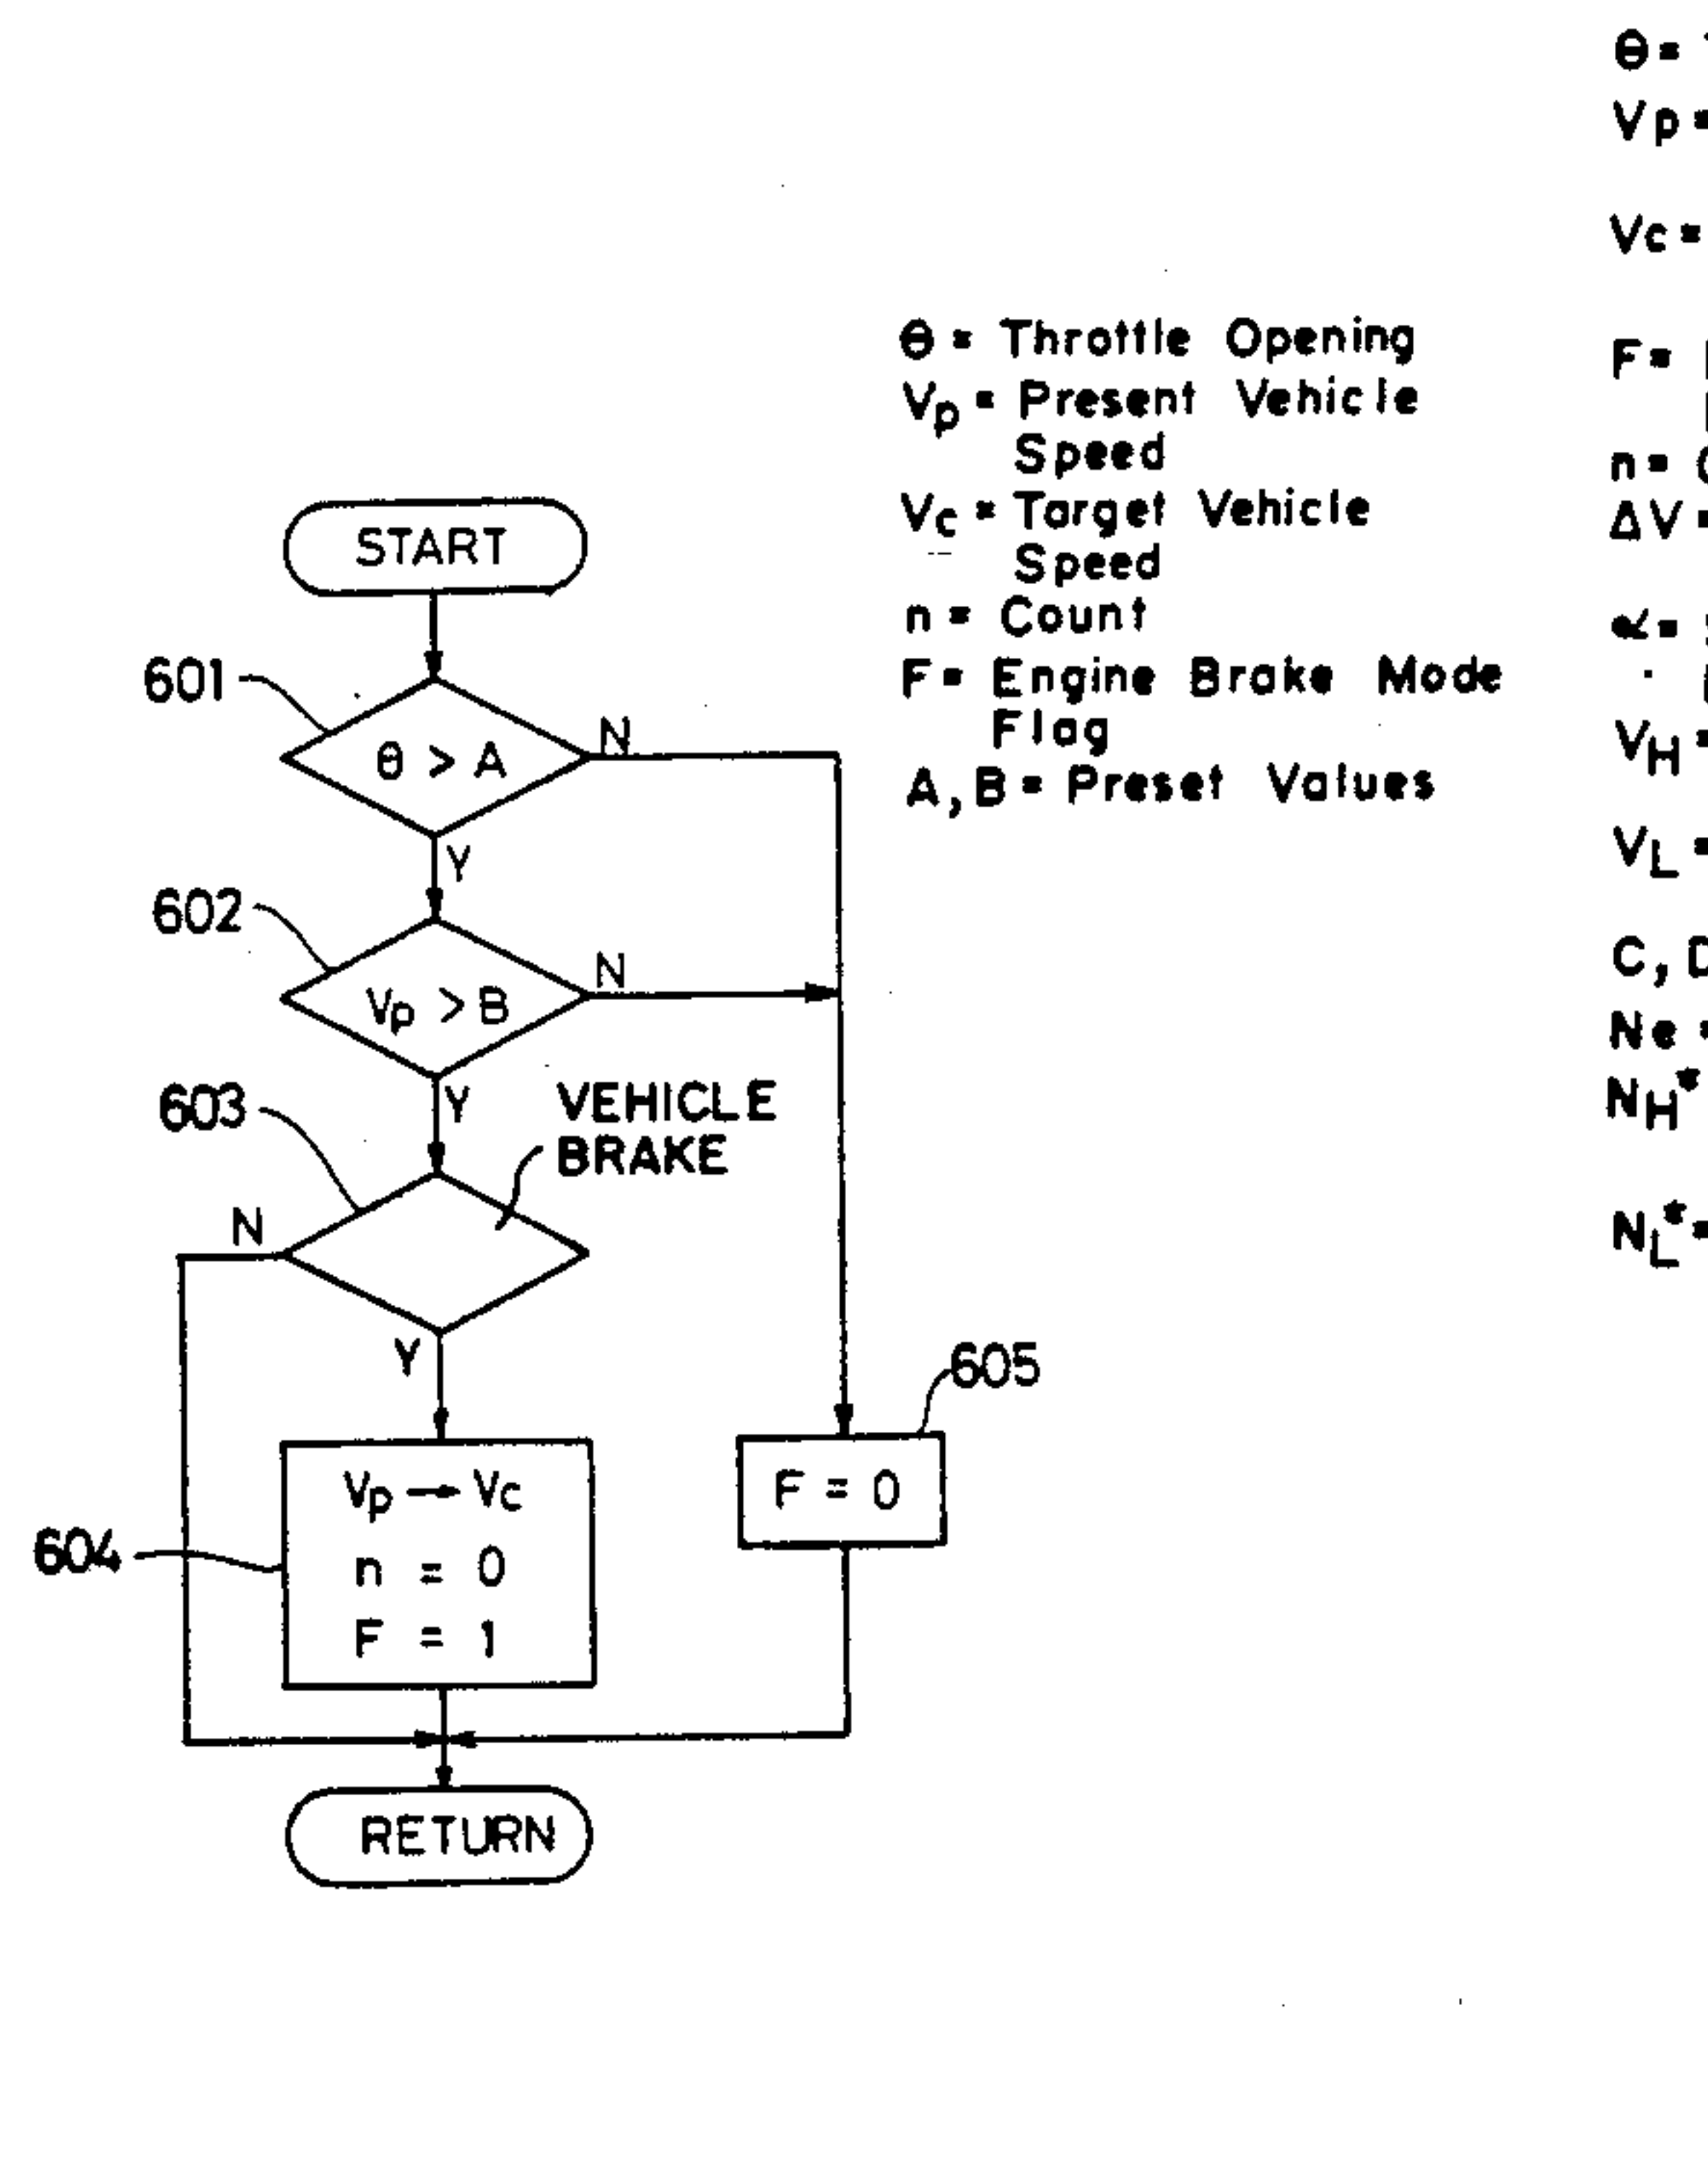 START
601
θ > A
N
Y
602
Vp > B
N
Y
603
VEHICLE
BRAKE
N
Y
604
Vp → Vc
n = 0
F = 1
605
F = 0
RETURN
θ = Throttle Opening
Vp = Present Vehicle
Speed
Vc = Target Vehicle
Speed
n = Count
F = Engine Brake Mode
Flag
A, B = Preset Values
θ =
Vp =
Vc =
F =
n =
ΔV =
α =
VH =
VL =
C,
Ne =
NH*
NL* =